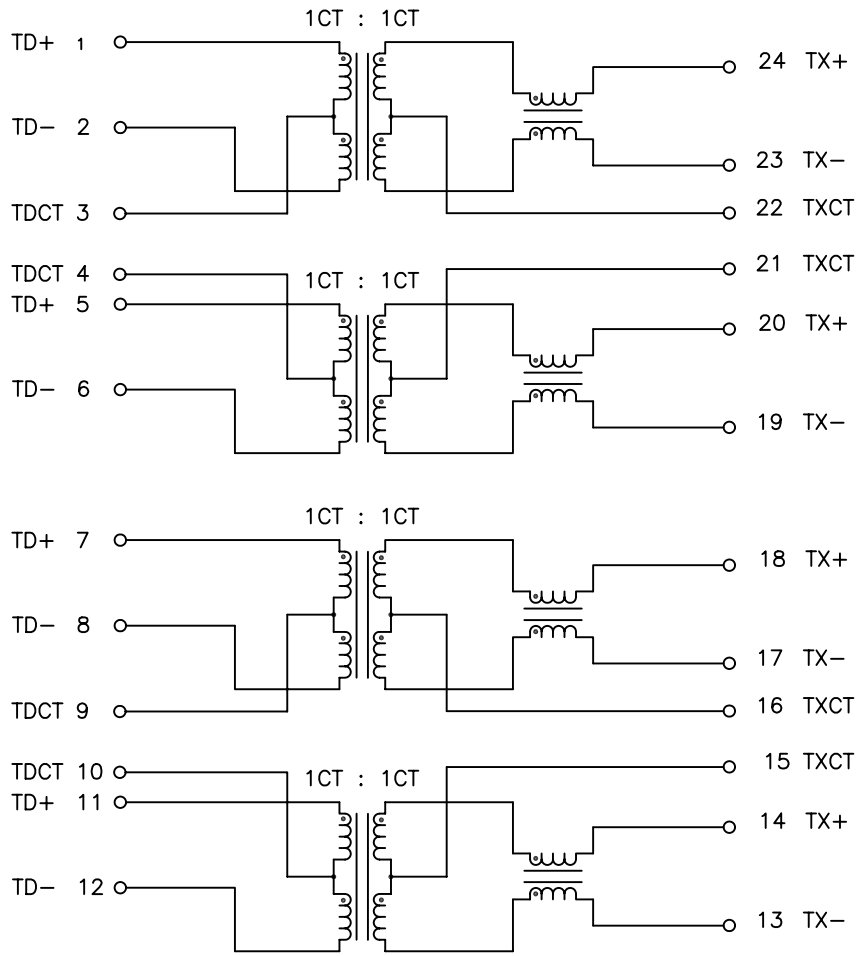 1CT : 1CT
TD+ 1
24 TX+
TD− 2
23 TX−
TDCT 3
22 TXCT
TDCT 4
21 TXCT
1CT : 1CT
TD+ 5
20 TX+
TD− 6
19 TX−
1CT : 1CT
TD+ 7
18 TX+
TD− 8
17 TX−
TDCT 9
16 TXCT
TDCT 10
15 TXCT
1CT : 1CT
TD+ 11
14 TX+
TD− 12
13 TX−